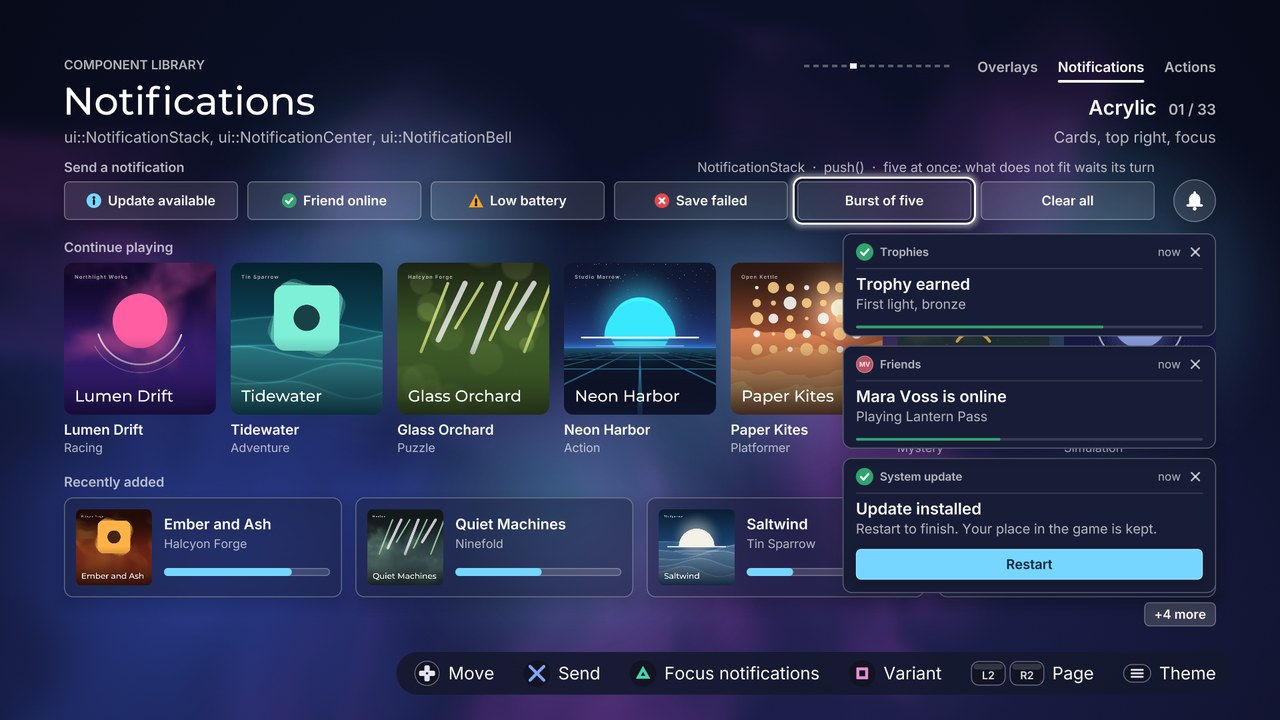 COMPONENT LIBRARY
Notifications
ui::NotificationStack, ui::NotificationCenter, ui::NotificationBell
Overlays Notifications Actions
Acrylic 01 / 33
Cards, top right, focus
Send a notification
NotificationStack · push() · five at once: what does not fit waits its turn
Update available Friend online Low battery Save failed Burst of five Clear all
Continue playing
Northlight Works
Lumen Drift
Lumen Drift
Racing
Tin Sparrow
Tidewater
Tidewater
Adventure
Halcyon Forge
Glass Orchard
Glass Orchard
Puzzle
Studio Marrow
Neon Harbor
Neon Harbor
Action
Open Kettle
Paper Kites
Paper Kites
Platformer
Mystery
Simulation
Trophies now
Trophy earned
First light, bronze
MV Friends now
Mara Voss is online
Playing Lantern Pass
System update now
Update installed
Restart to finish. Your place in the game is kept.
Restart
+4 more
Recently added
Ember and Ash
Ember and Ash
Halcyon Forge
Quiet Machines
Quiet Machines
Ninefold
Saltwind
Saltwind
Tin Sparrow
Move Send Focus notifications Variant L2 R2 Page Theme